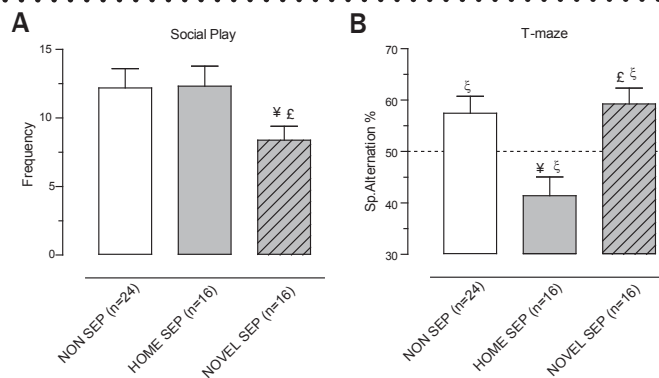 A
Social Play
15
10
5
0
Frequency
¥ £
NON SEP (n=24)
HOME SEP (n=16)
NOVEL SEP (n=16)
B
T-maze
70
60
50
40
30
Sp.Alternation %
ξ
¥ ξ
£ ξ
NON SEP (n=24)
HOME SEP (n=16)
NOVEL SEP (n=16)